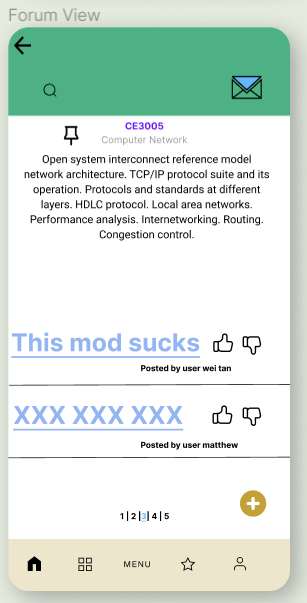 Forum View
CE3005
Computer Network
Open system interconnect reference model
network architecture. TCP/IP protocol suite and its
operation. Protocols and standards at different
layers. HDLC protocol. Local area networks.
Performance analysis. Internetworking. Routing.
Congestion control.
This mod sucks
Posted by user wei tan
XXX XXX XXX
Posted by user matthew
1 | 2 | 3 | 4 | 5
MENU